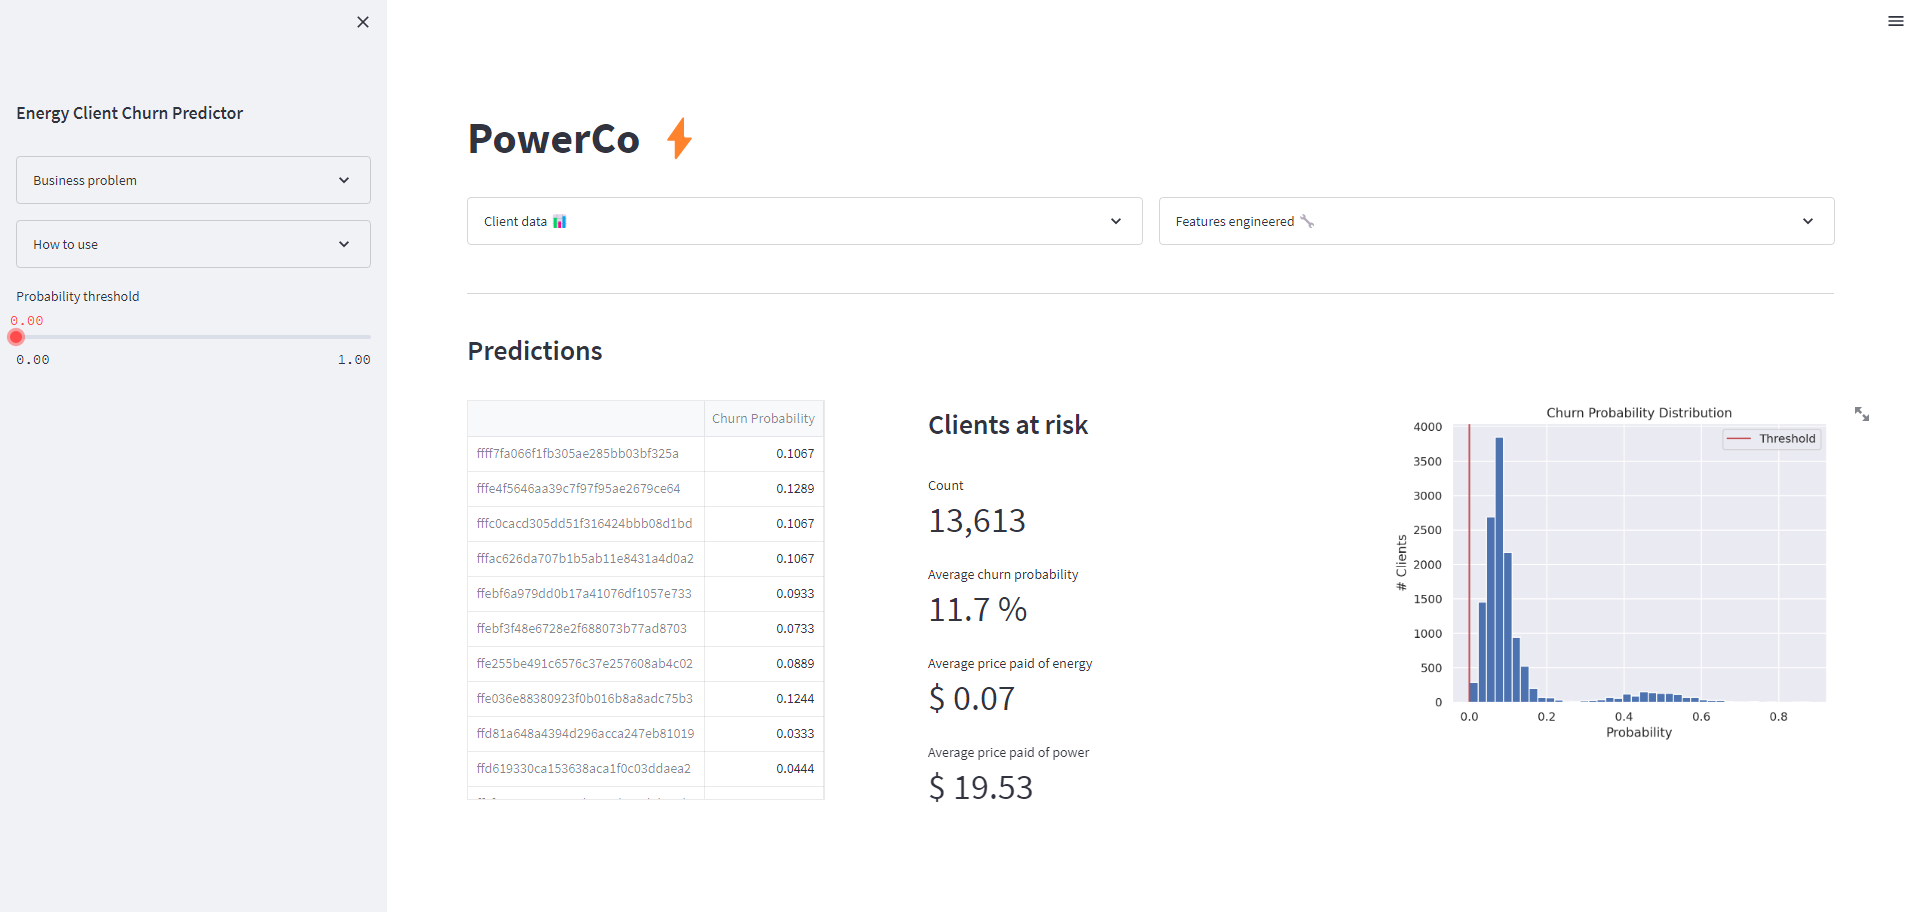 Energy Client Churn Predictor
Business problem
How to use
Probability threshold
0.00
0.00 1.00
PowerCo
Client data
Features engineered
Predictions
Churn Probability
ffff7fa066f1fb305ae285bb03bf325a 0.1067
fffe4f5646aa39c7f97f95ae2679ce64 0.1289
fffc0cacd305dd51f316424bbb08d1bd 0.1067
fffac626da707b1b5ab11e8431a4d0a2 0.1067
ffebf6a979dd0b17a41076df1057e733 0.0933
ffebf3f48e6728e2f688073b77ad8703 0.0733
ffe255be491c6576c37e257608ab4c02 0.0889
ffe036e88380923f0b016b8a8adc75b3 0.1244
ffd81a648a4394d296acca247eb81019 0.0333
ffd619330ca153638aca1f0c03ddaea2 0.0444
Clients at risk
Count
13,613
Average churn probability
11.7 %
Average price paid of energy
$ 0.07
Average price paid of power
$ 19.53
Churn Probability Distribution
Threshold
4000
3500
3000
2500
2000
1500
1000
500
0
# Clients
0.0 0.2 0.4 0.6 0.8
Probability